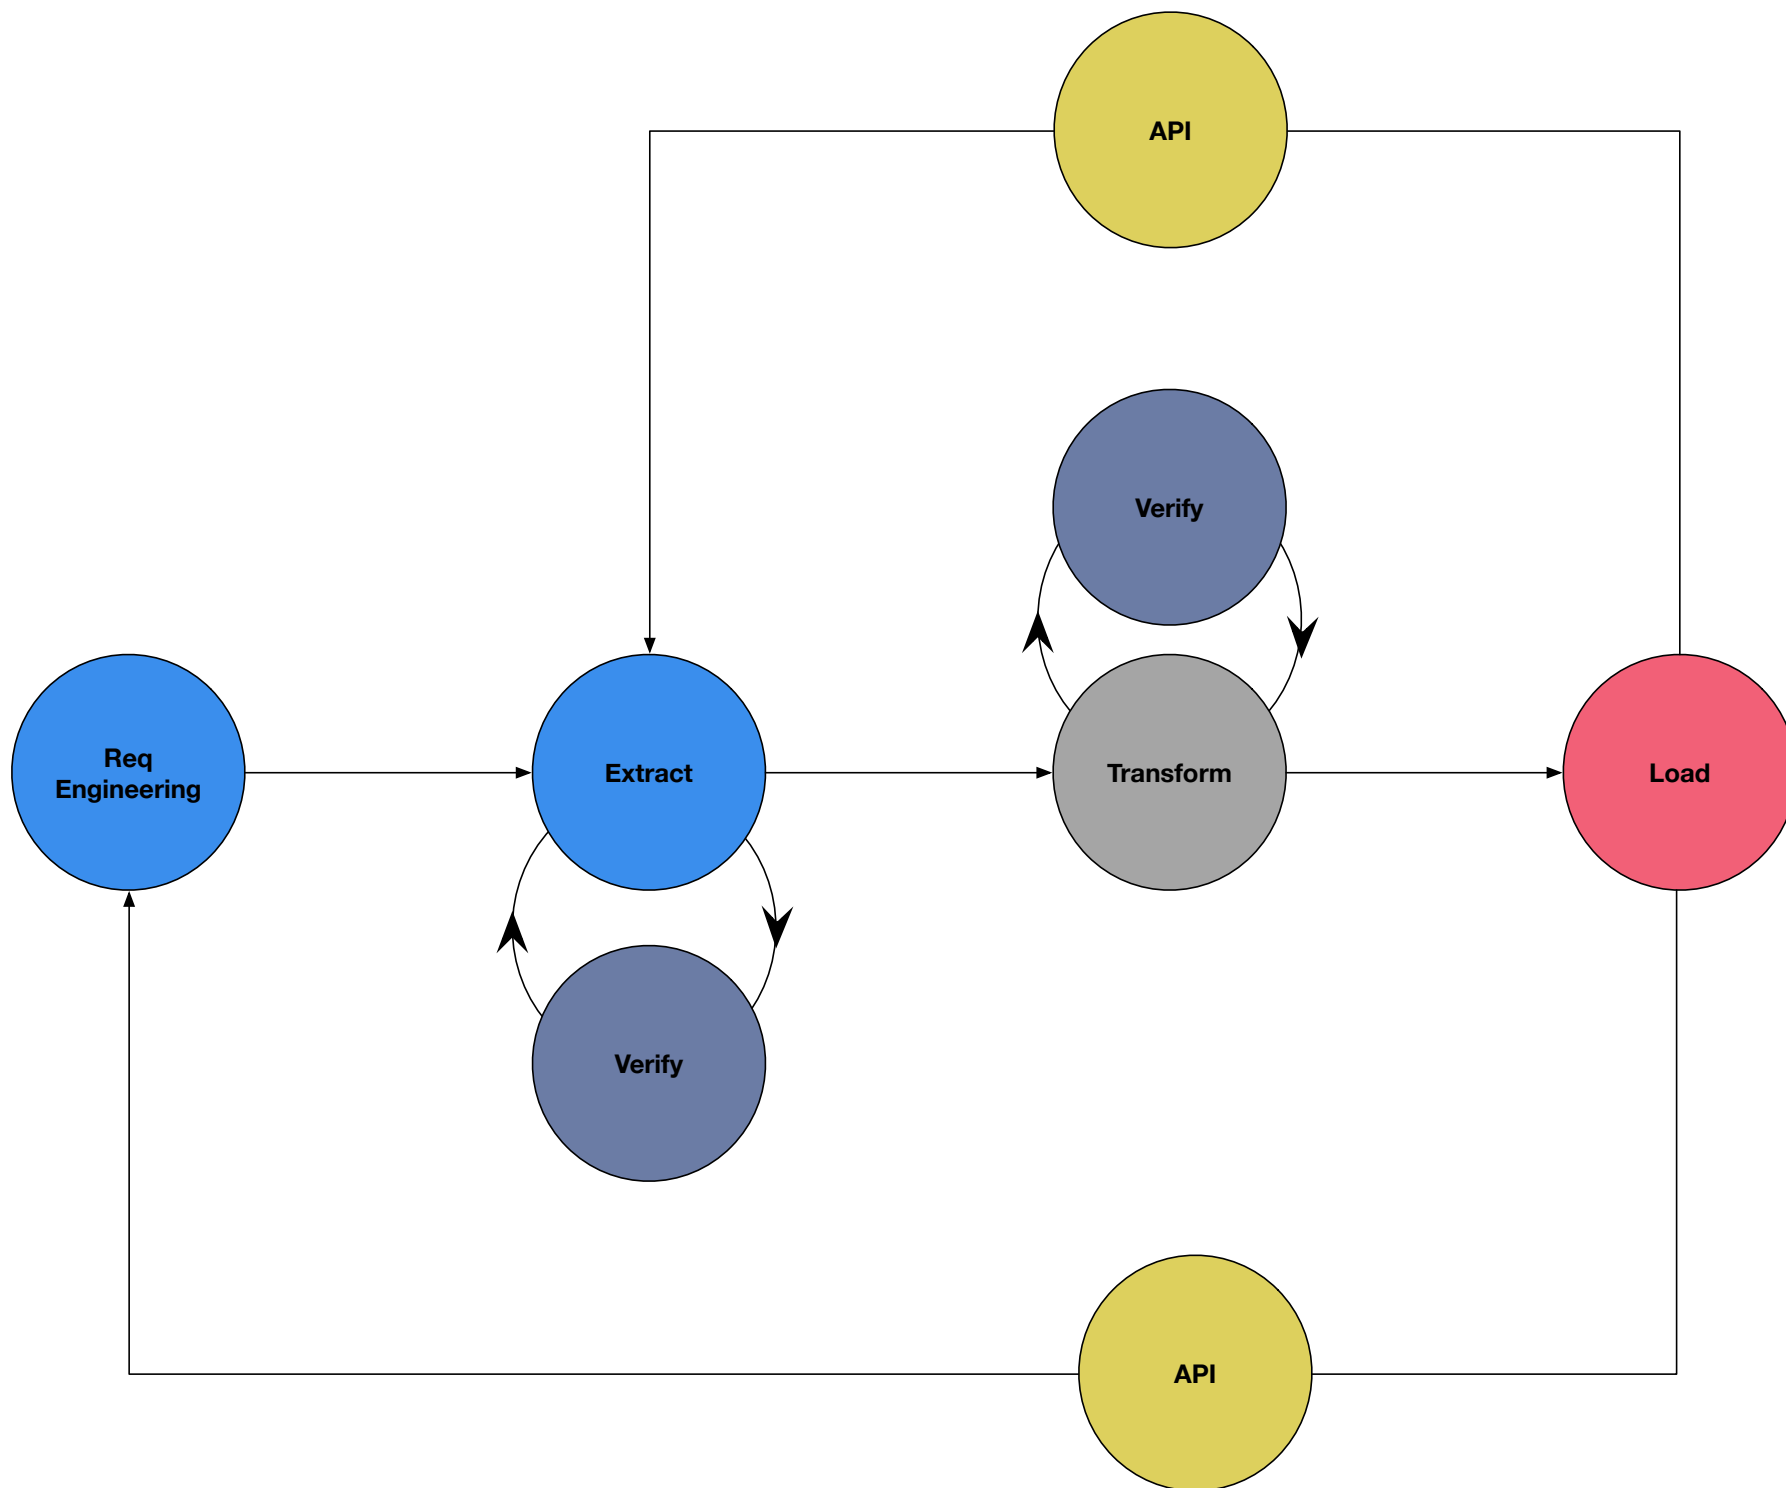 API
Verify
Req
Engineering
Extract
Transform
Load
Verify
API